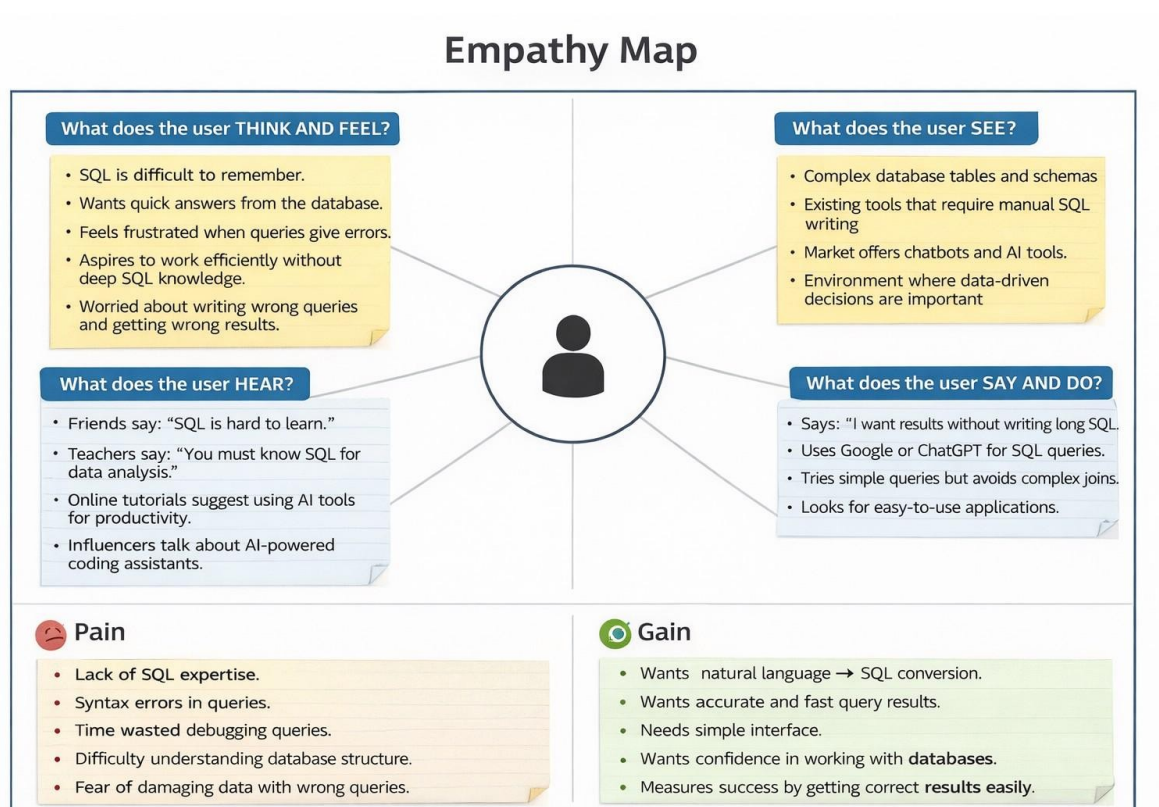 Empathy Map
What does the user THINK AND FEEL?
• SQL is difficult to remember.
• Wants quick answers from the database.
• Feels frustrated when queries give errors.
• Aspires to work efficiently without
deep SQL knowledge.
• Worried about writing wrong queries
and getting wrong results.
What does the user SEE?
• Complex database tables and schemas
• Existing tools that require manual SQL
writing
• Market offers chatbots and AI tools.
• Environment where data-driven
decisions are important
What does the user HEAR?
• Friends say: “SQL is hard to learn.”
• Teachers say: “You must know SQL for
data analysis.”
• Online tutorials suggest using AI tools
for productivity.
• Influencers talk about AI-powered
coding assistants.
What does the user SAY AND DO?
• Says: “I want results without writing long SQL.
• Uses Google or ChatGPT for SQL queries.
• Tries simple queries but avoids complex joins.
• Looks for easy-to-use applications.
Pain
• Lack of SQL expertise.
• Syntax errors in queries.
• Time wasted debugging queries.
• Difficulty understanding database structure.
• Fear of damaging data with wrong queries.
Gain
• Wants natural language → SQL conversion.
• Wants accurate and fast query results.
• Needs simple interface.
• Wants confidence in working with databases.
• Measures success by getting correct results easily.